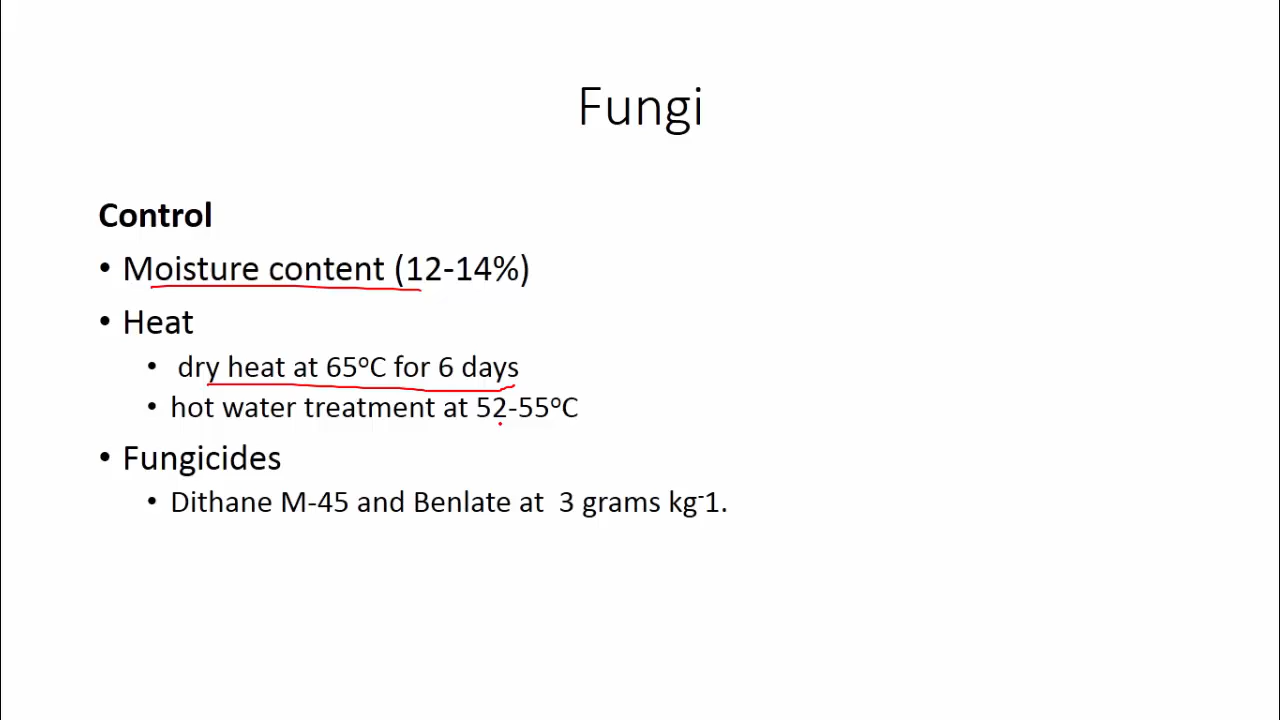 Fungi
Control
• Moisture content (12-14%)
• Heat
• dry heat at 65ºC for 6 days
• hot water treatment at 52-55ºC
• Fungicides
• Dithane M-45 and Benlate at 3 grams kg⁻1.